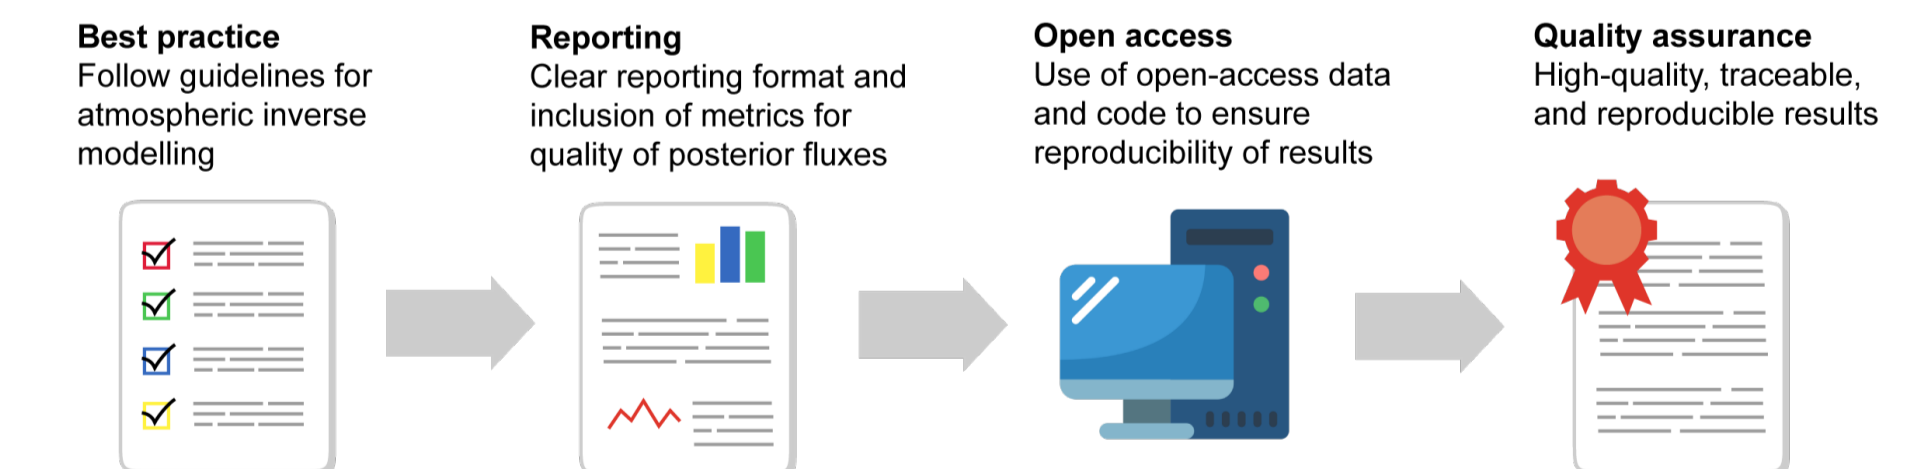 Best practice
Follow guidelines for
atmospheric inverse
modelling
Reporting
Clear reporting format and
inclusion of metrics for
quality of posterior fluxes
Open access
Use of open-access data
and code to ensure
reproducibility of results
Quality assurance
High-quality, traceable,
and reproducible results